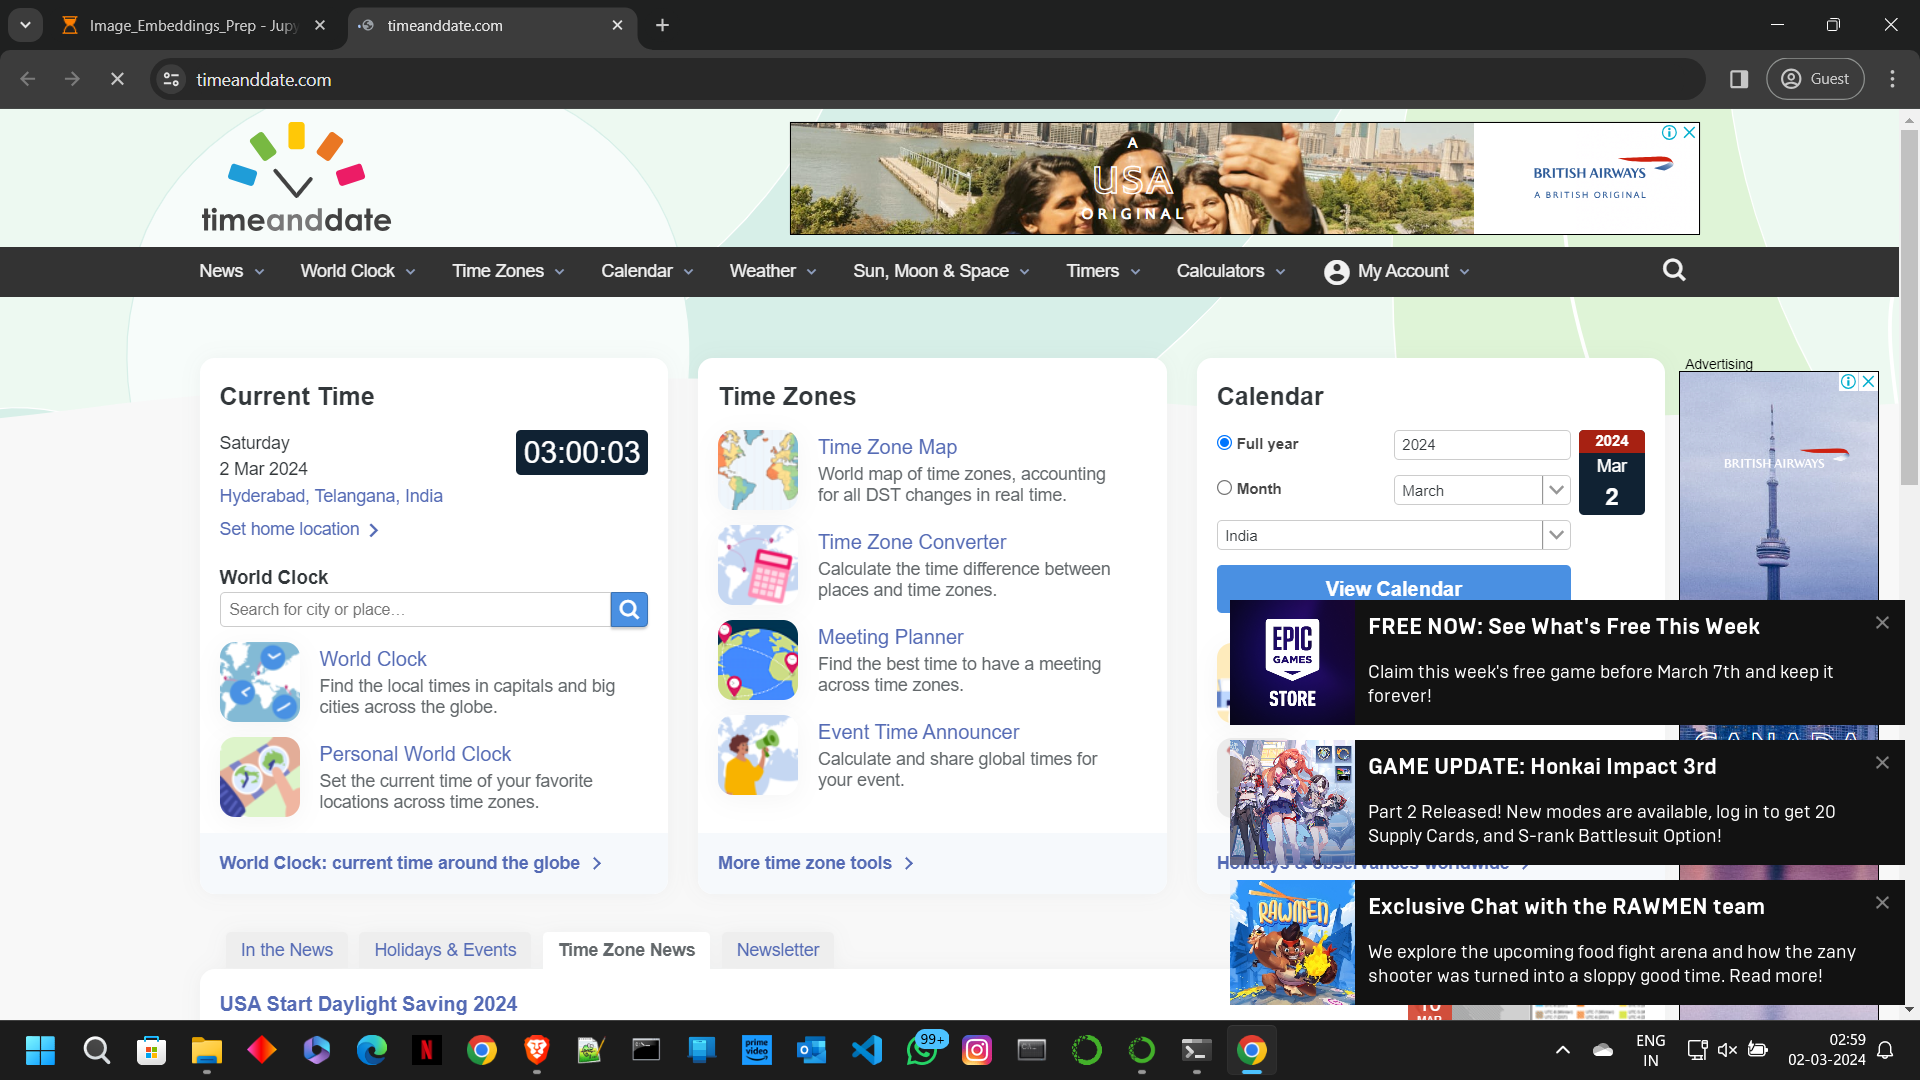 Image_Embeddings_Prep - Jupy
timeanddate.com
timeanddate.com
Guest
timeanddate
A
USA
ORIGINAL
BRITISH AIRWAYS
A BRITISH ORIGINAL
News
World Clock
Time Zones
Calendar
Weather
Sun, Moon & Space
Timers
Calculators
My Account
Current Time
Saturday
2 Mar 2024
03:00:03
Hyderabad, Telangana, India
Set home location
World Clock
Search for city or place...
World Clock
Find the local times in capitals and big
cities across the globe.
Personal World Clock
Set the current time of your favorite
locations across time zones.
World Clock: current time around the globe
Time Zones
Time Zone Map
World map of time zones, accounting
for all DST changes in real time.
Time Zone Converter
Calculate the time difference between
places and time zones.
Meeting Planner
Find the best time to have a meeting
across time zones.
Event Time Announcer
Calculate and share global times for
your event.
More time zone tools
Calendar
Full year
2024
Month
March
2024
Mar
2
India
View Calendar
Holidays & observances worldwide
Advertising
BRITISH AIRWAYS
CANADA
EPIC
GAMES
STORE
FREE NOW: See What's Free This Week
Claim this week's free game before March 7th and keep it
forever!
GAME UPDATE: Honkai Impact 3rd
Part 2 Released! New modes are available, log in to get 20
Supply Cards, and S-rank Battlesuit Option!
RAWMEN
Exclusive Chat with the RAWMEN team
We explore the upcoming food fight arena and how the zany
shooter was turned into a sloppy good time. Read more!
In the News
Holidays & Events
Time Zone News
Newsletter
USA Start Daylight Saving 2024
10
MAR
N
prime
video
99+
ENG
IN
02:59
02-03-2024